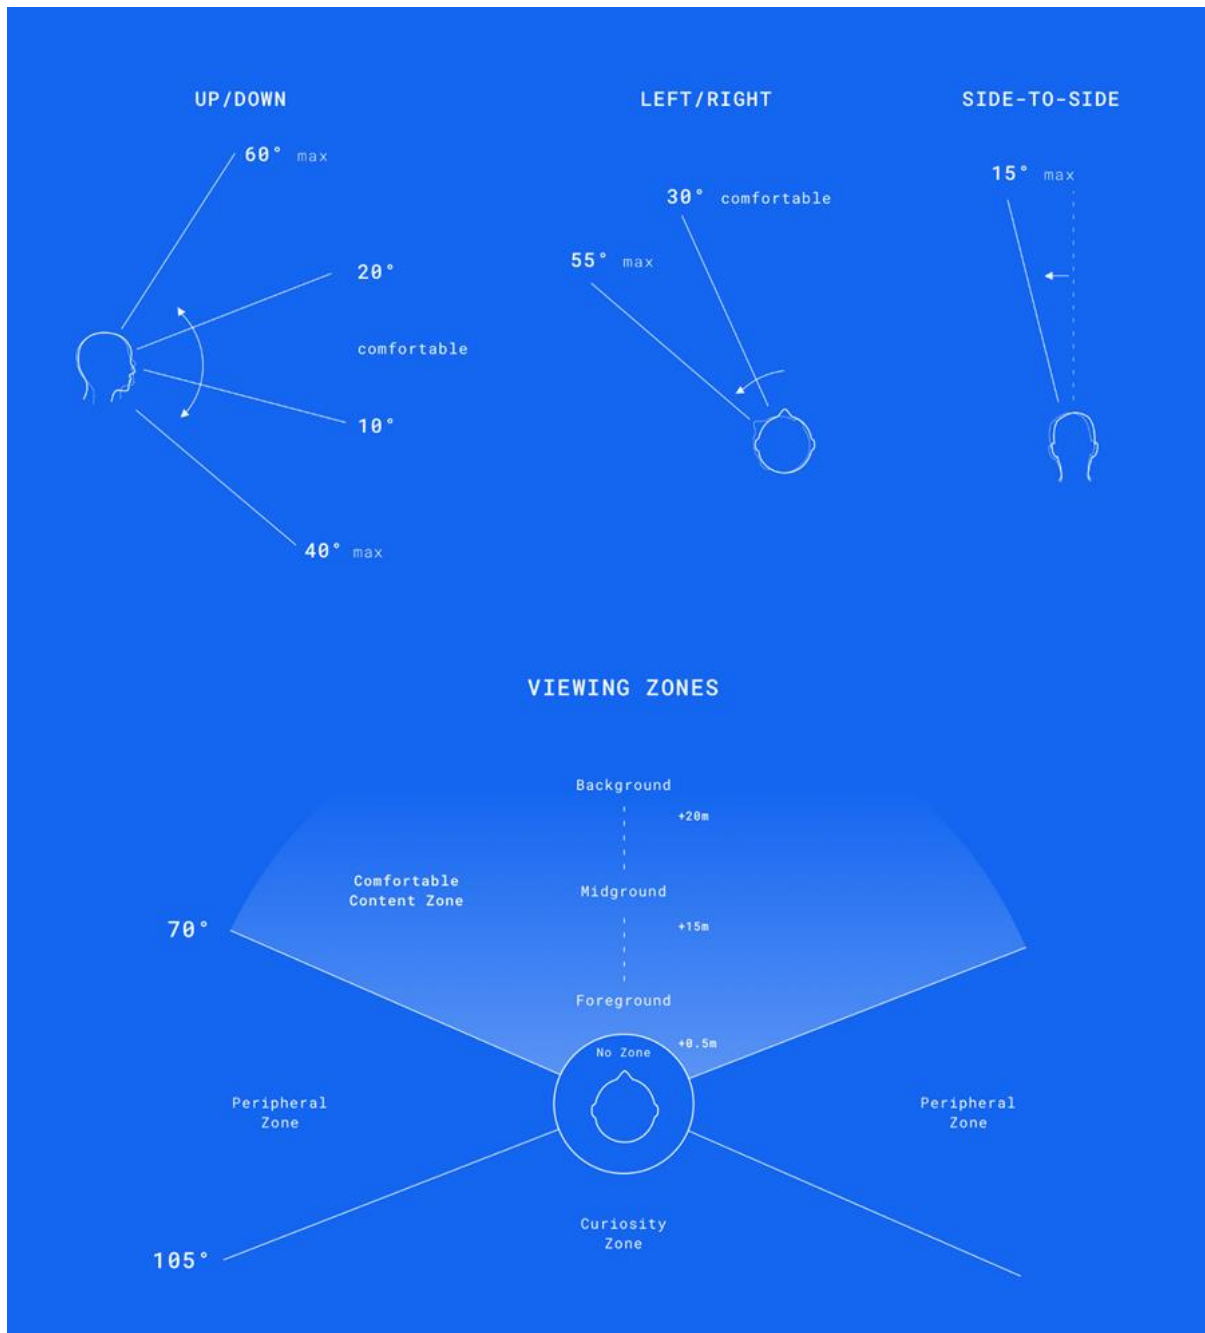 UP/DOWN
60° max
20°
comfortable
10°
40° max
LEFT/RIGHT
30° comfortable
55° max
SIDE-TO-SIDE
15° max
VIEWING ZONES
Background
+20m
Comfortable
Content Zone
Midground
+15m
70°
Foreground
+0.5m
No Zone
Peripheral
Zone
Peripheral
Zone
Curiosity
Zone
105°